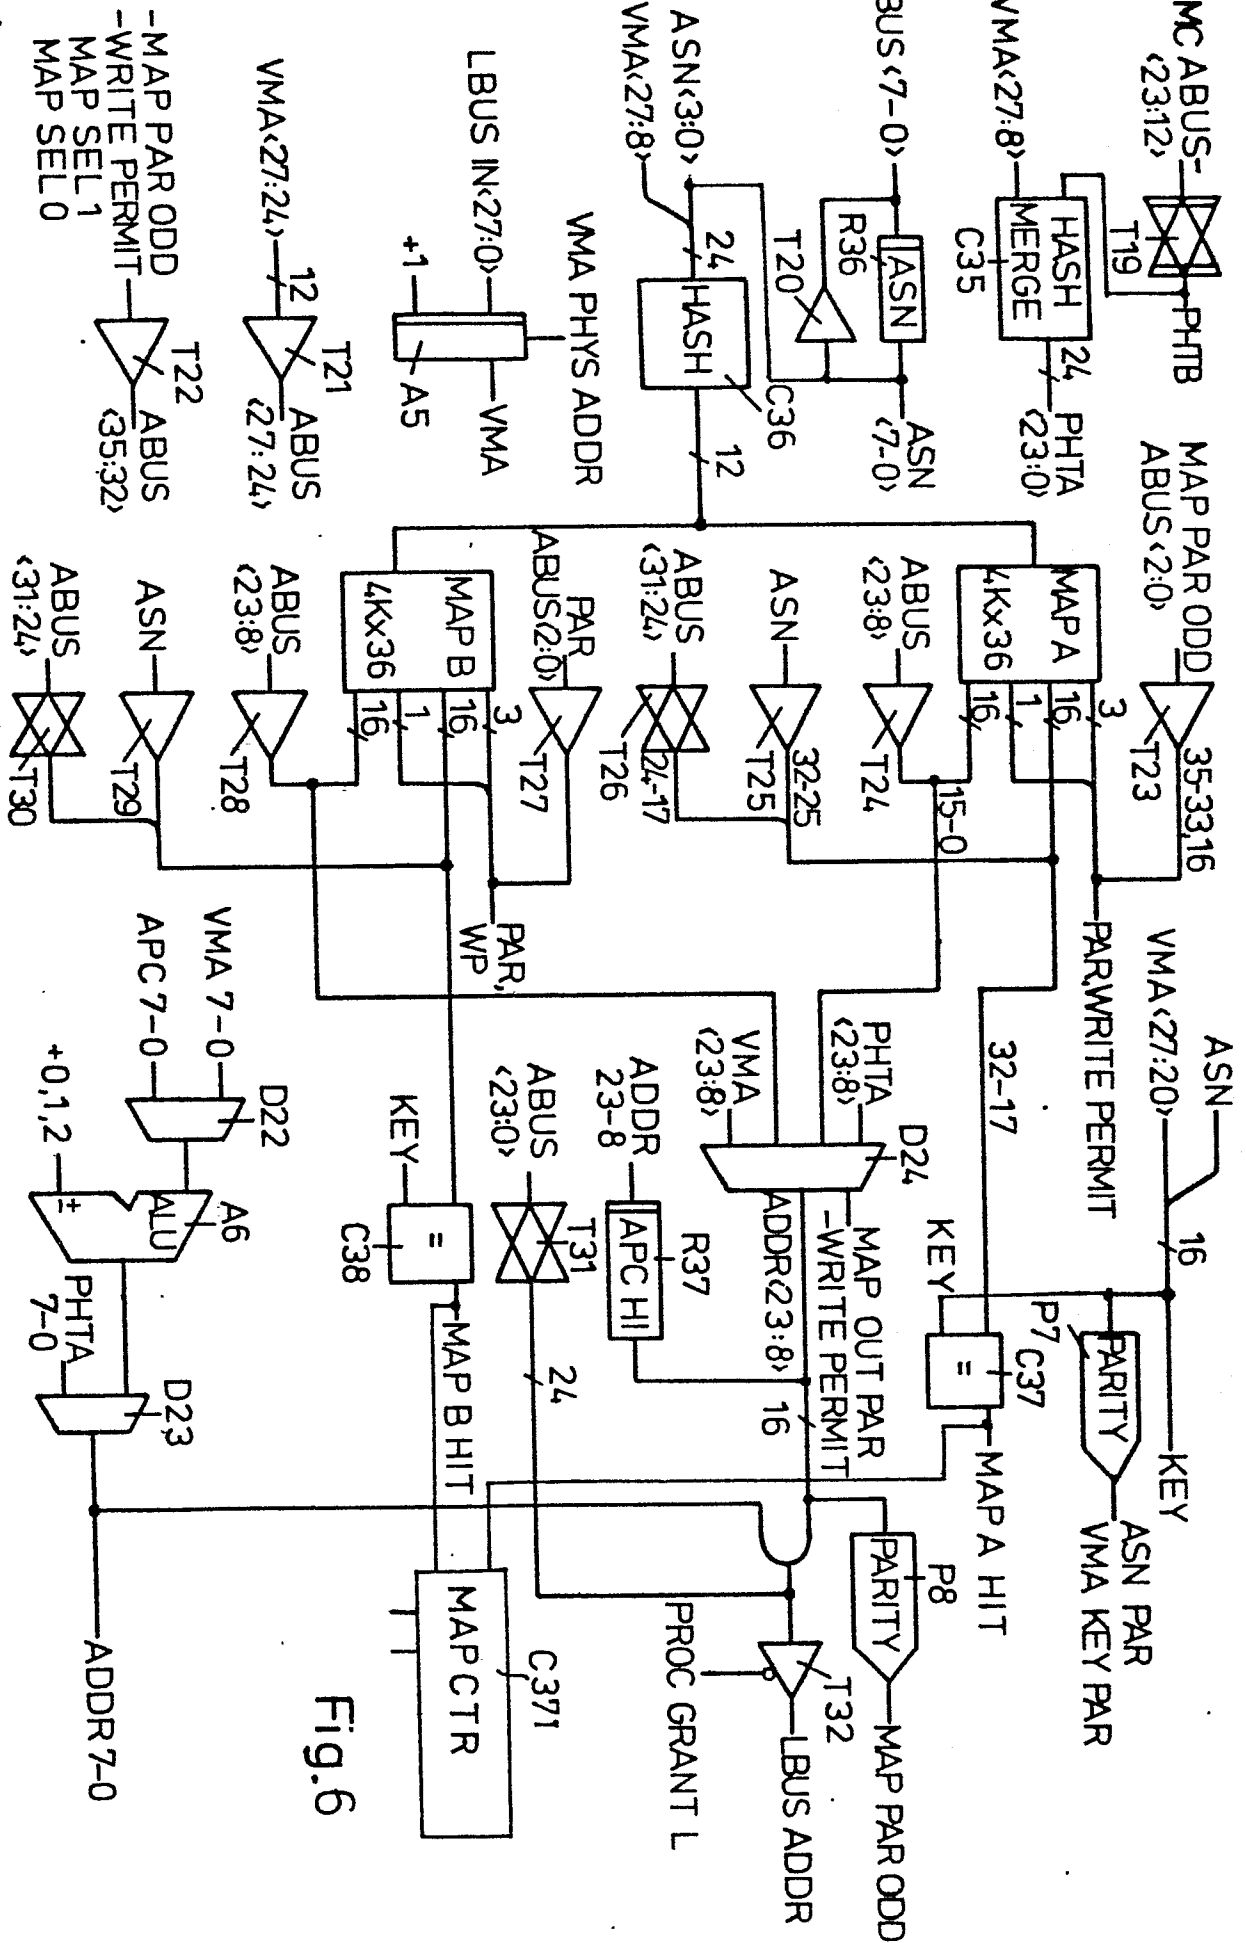 MC ABUS-
‹23:12›
T19
PHTB
VMA‹27:8›
HASH
MERGE
C35
24
PHTA
‹23:0›
BUS‹7-0›
ASN
R36
T20
ASN
‹7-0›
ASN‹3:0›
VMA‹27:8›
24
HASH
C36
12
VMA PHYS ADDR
LBUS IN‹27:0›
+1
A5
VMA
VMA‹27:24›
12
T21
ABUS
‹27:24›
-MAP PAR ODD
-WRITE PERMIT
MAP SEL 1
MAP SEL 0
T22
ABUS
‹35:32›
MAP PAR ODD
ABUS‹2:0›
T23
35-33,16
MAP A
4Kx36
3
16
1
16
PAR,WRITE PERMIT
ABUS
‹23:8›
T24
15-0
ASN
T25
32-25
ABUS
‹31:24›
T26
24-17
PAR
ABUS‹2:0›
T27
MAP B
4Kx36
3
16
1
16
PAR,
WP
ABUS
‹23:8›
T28
ASN
T29
ABUS
‹31:24›
T30
ASN
VMA‹27:20›
16
KEY
P7
PARITY
ASN PAR
VMA KEY PAR
32-17
KEY
=
C37
MAP A HIT
PHTA
‹23:8›
VMA
‹23:8›
D24
MAP OUT PAR
-WRITE PERMIT
ADDR‹23:8›
16
P8
PARITY
MAP PAR ODD
ADDR
23-8
APC HI
R37
ABUS
‹23:0›
T31
24
T32
LBUS ADDR
PROC GRANT L
KEY
=
C38
MAP B HIT
MAP CTR
C371
VMA 7-0
APC 7-0
D22
+0,1,2
±
ALU
A6
PHTA
7-0
D23
ADDR 7-0
Fig.6